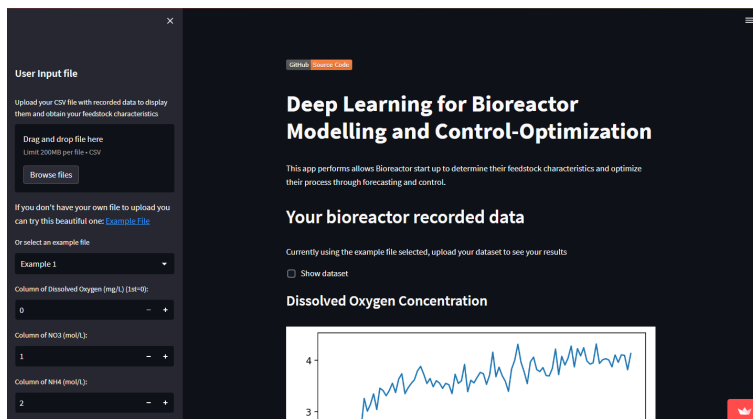 User Input file
Upload your CSV file with recorded data to display
them and obtain your feedstock characteristics
Drag and drop file here
Limit 200MB per file • CSV
Browse files
If you don't have your own file to upload you
can try this beautiful one: Example File
Or select an example file
Example 1
Column of Dissolved Oxygen (mg/L) (1st=0):
0
Column of NO3 (mol/L):
1
Column of NH4 (mol/L):
2
GitHub Source Code
Deep Learning for Bioreactor
Modelling and Control-Optimization
This app performs allows Bioreactor start up to determine their feedstock characteristics and optimize
their process through forecasting and control.
Your bioreactor recorded data
Currently using the example file selected, upload your dataset to see your results
Show dataset
Dissolved Oxygen Concentration
4
3